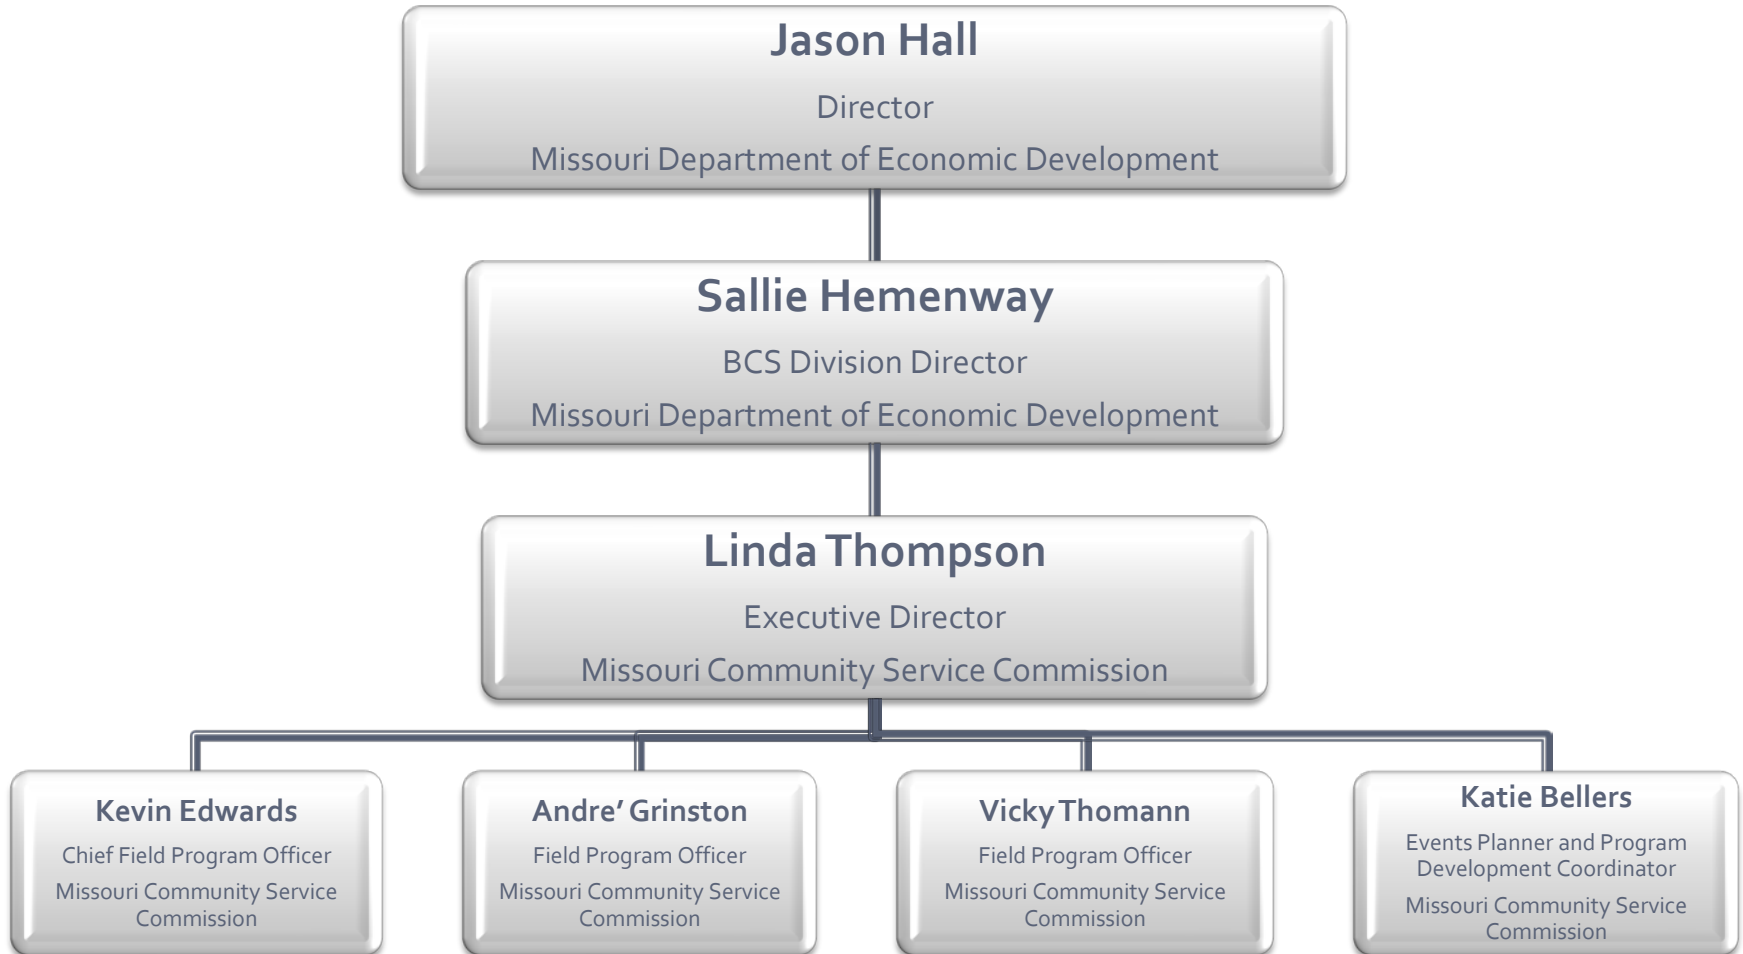 Jason Hall
Director
Missouri Department of Economic Development
Sallie Hemenway
BCS Division Director
Missouri Department of Economic Development
Linda Thompson
Executive Director
Missouri Community Service Commission
Kevin Edwards
Chief Field Program Officer
Missouri Community Service
Commission
Andre’ Grinston
Field Program Officer
Missouri Community Service
Commission
Vicky Thomann
Field Program Officer
Missouri Community Service
Commission
Katie Bellers
Events Planner and Program
Development Coordinator
Missouri Community Service
Commission